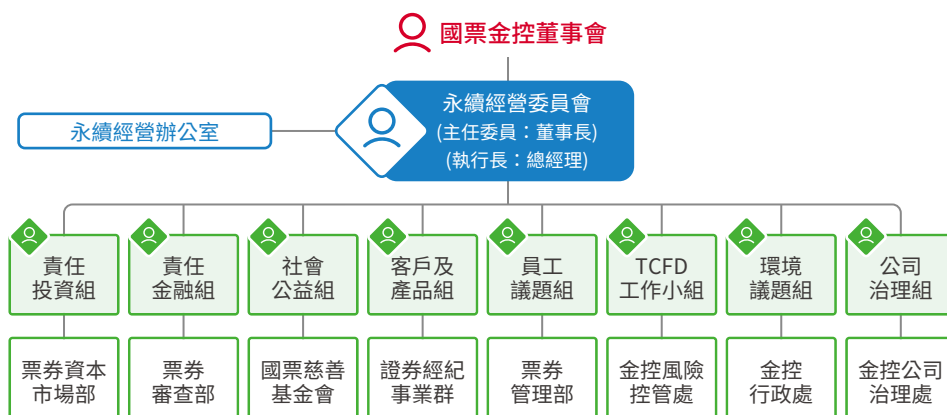 國票金控董事會
永續經營委員會
(主任委員：董事長)
(執行長：總經理)
永續經營辦公室
責任
投資組
責任
金融組
社會
公益組
客戶及
產品組
員工
議題組
TCFD
工作小組
環境
議題組
公司
治理組
票券資本
市場部
票券
審查部
國票慈善
基金會
證券經紀
事業群
票券
管理部
金控風險
控管處
金控
行政處
金控公司
治理處